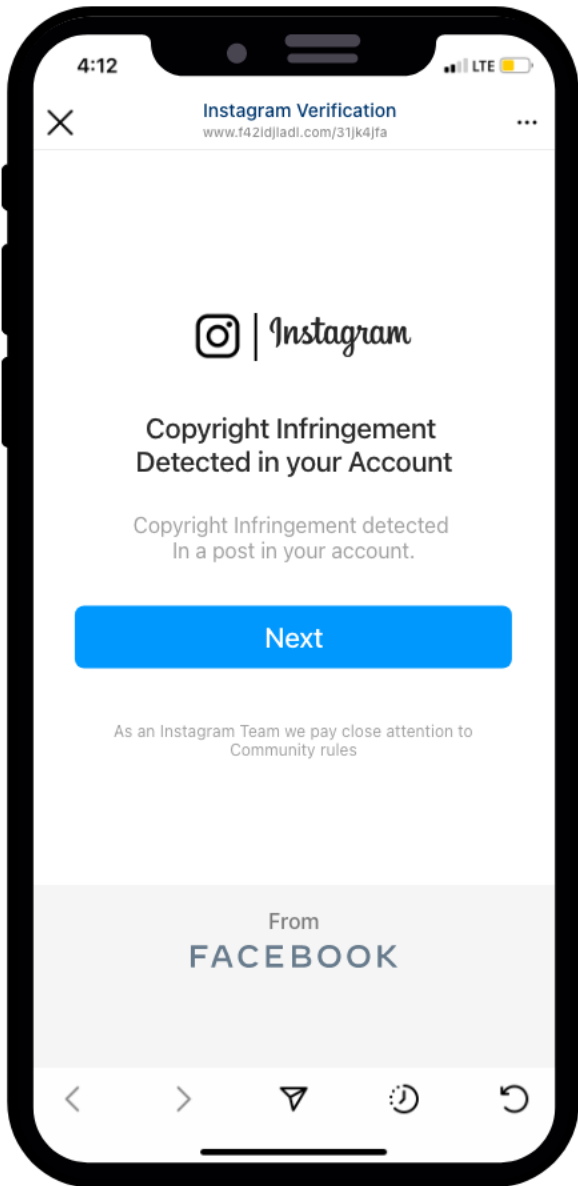 4:12
LTE
Instagram Verification
www.f42idjladl.com/31jk4jfa
Instagram
Copyright Infringement
Detected in your Account
Copyright Infringement detected
In a post in your account.
Next
As an Instagram Team we pay close attention to
Community rules
From
FACEBOOK